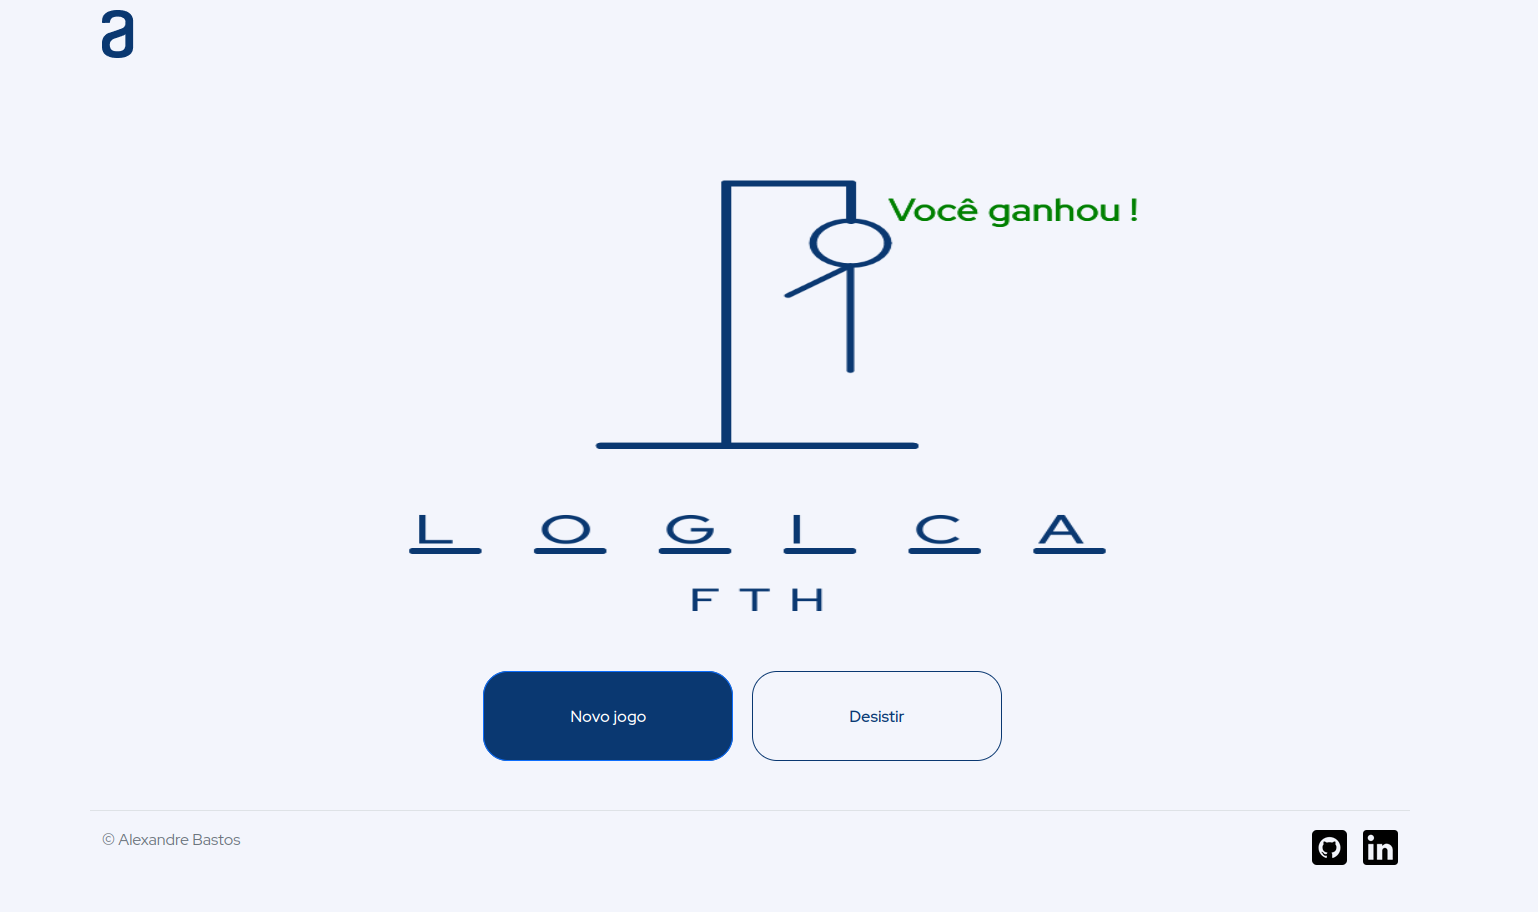 a
Você ganhou !
L O G I C A
F T H
Novo jogo
Desistir
© Alexandre Bastos
in